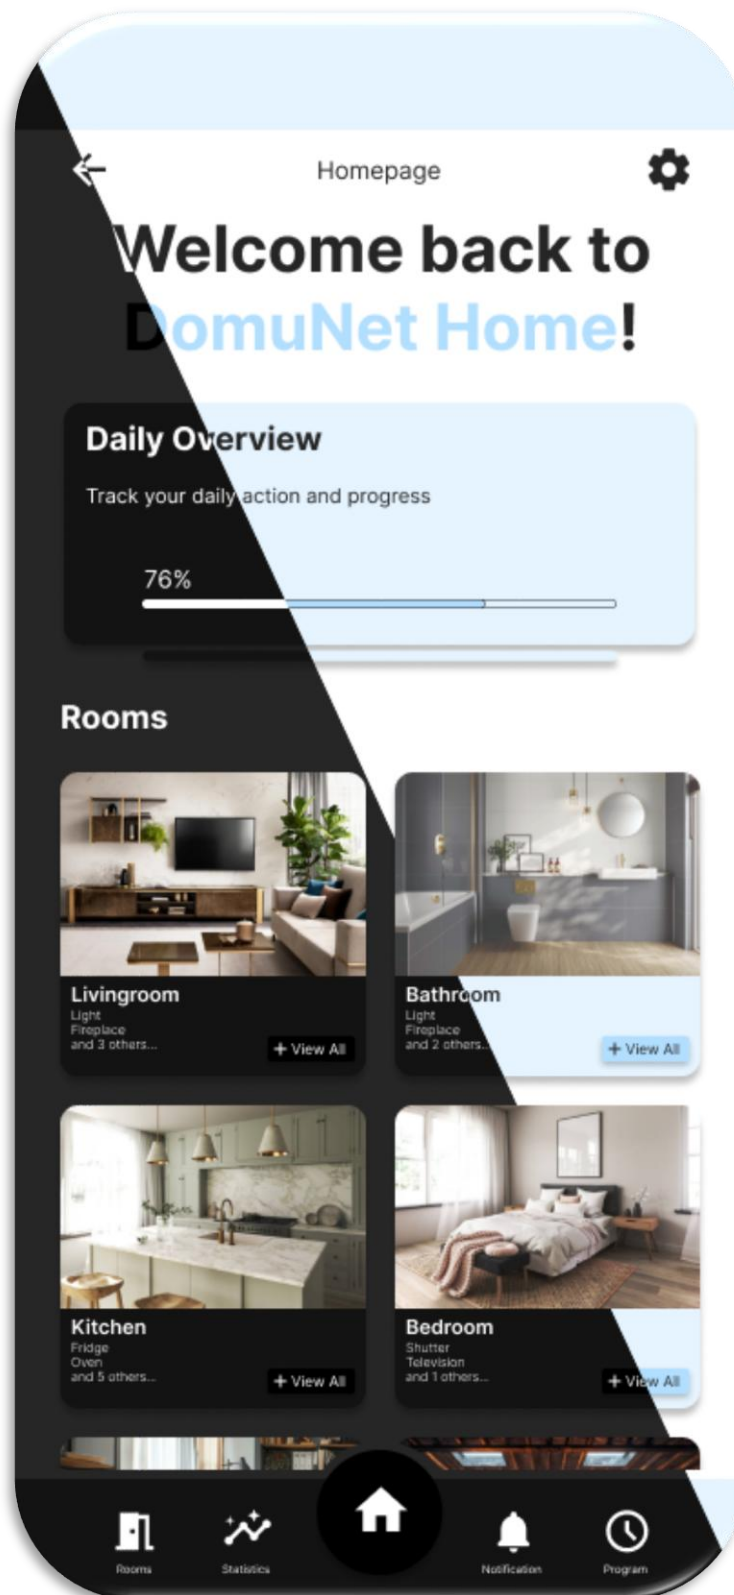 Homepage
Welcome back to
DomuNet Home!
Daily Overview
Track your daily action and progress
76%
Rooms
Livingroom
Light
Fireplace
and 3 others...
+ View All
Bathroom
Light
Fireplace
and 2 others...
+ View All
Kitchen
Fridge
Oven
and 5 others...
+ View All
Bedroom
Shutter
Television
and 1 others...
+ View All
Rooms
Statistics
Notification
Program